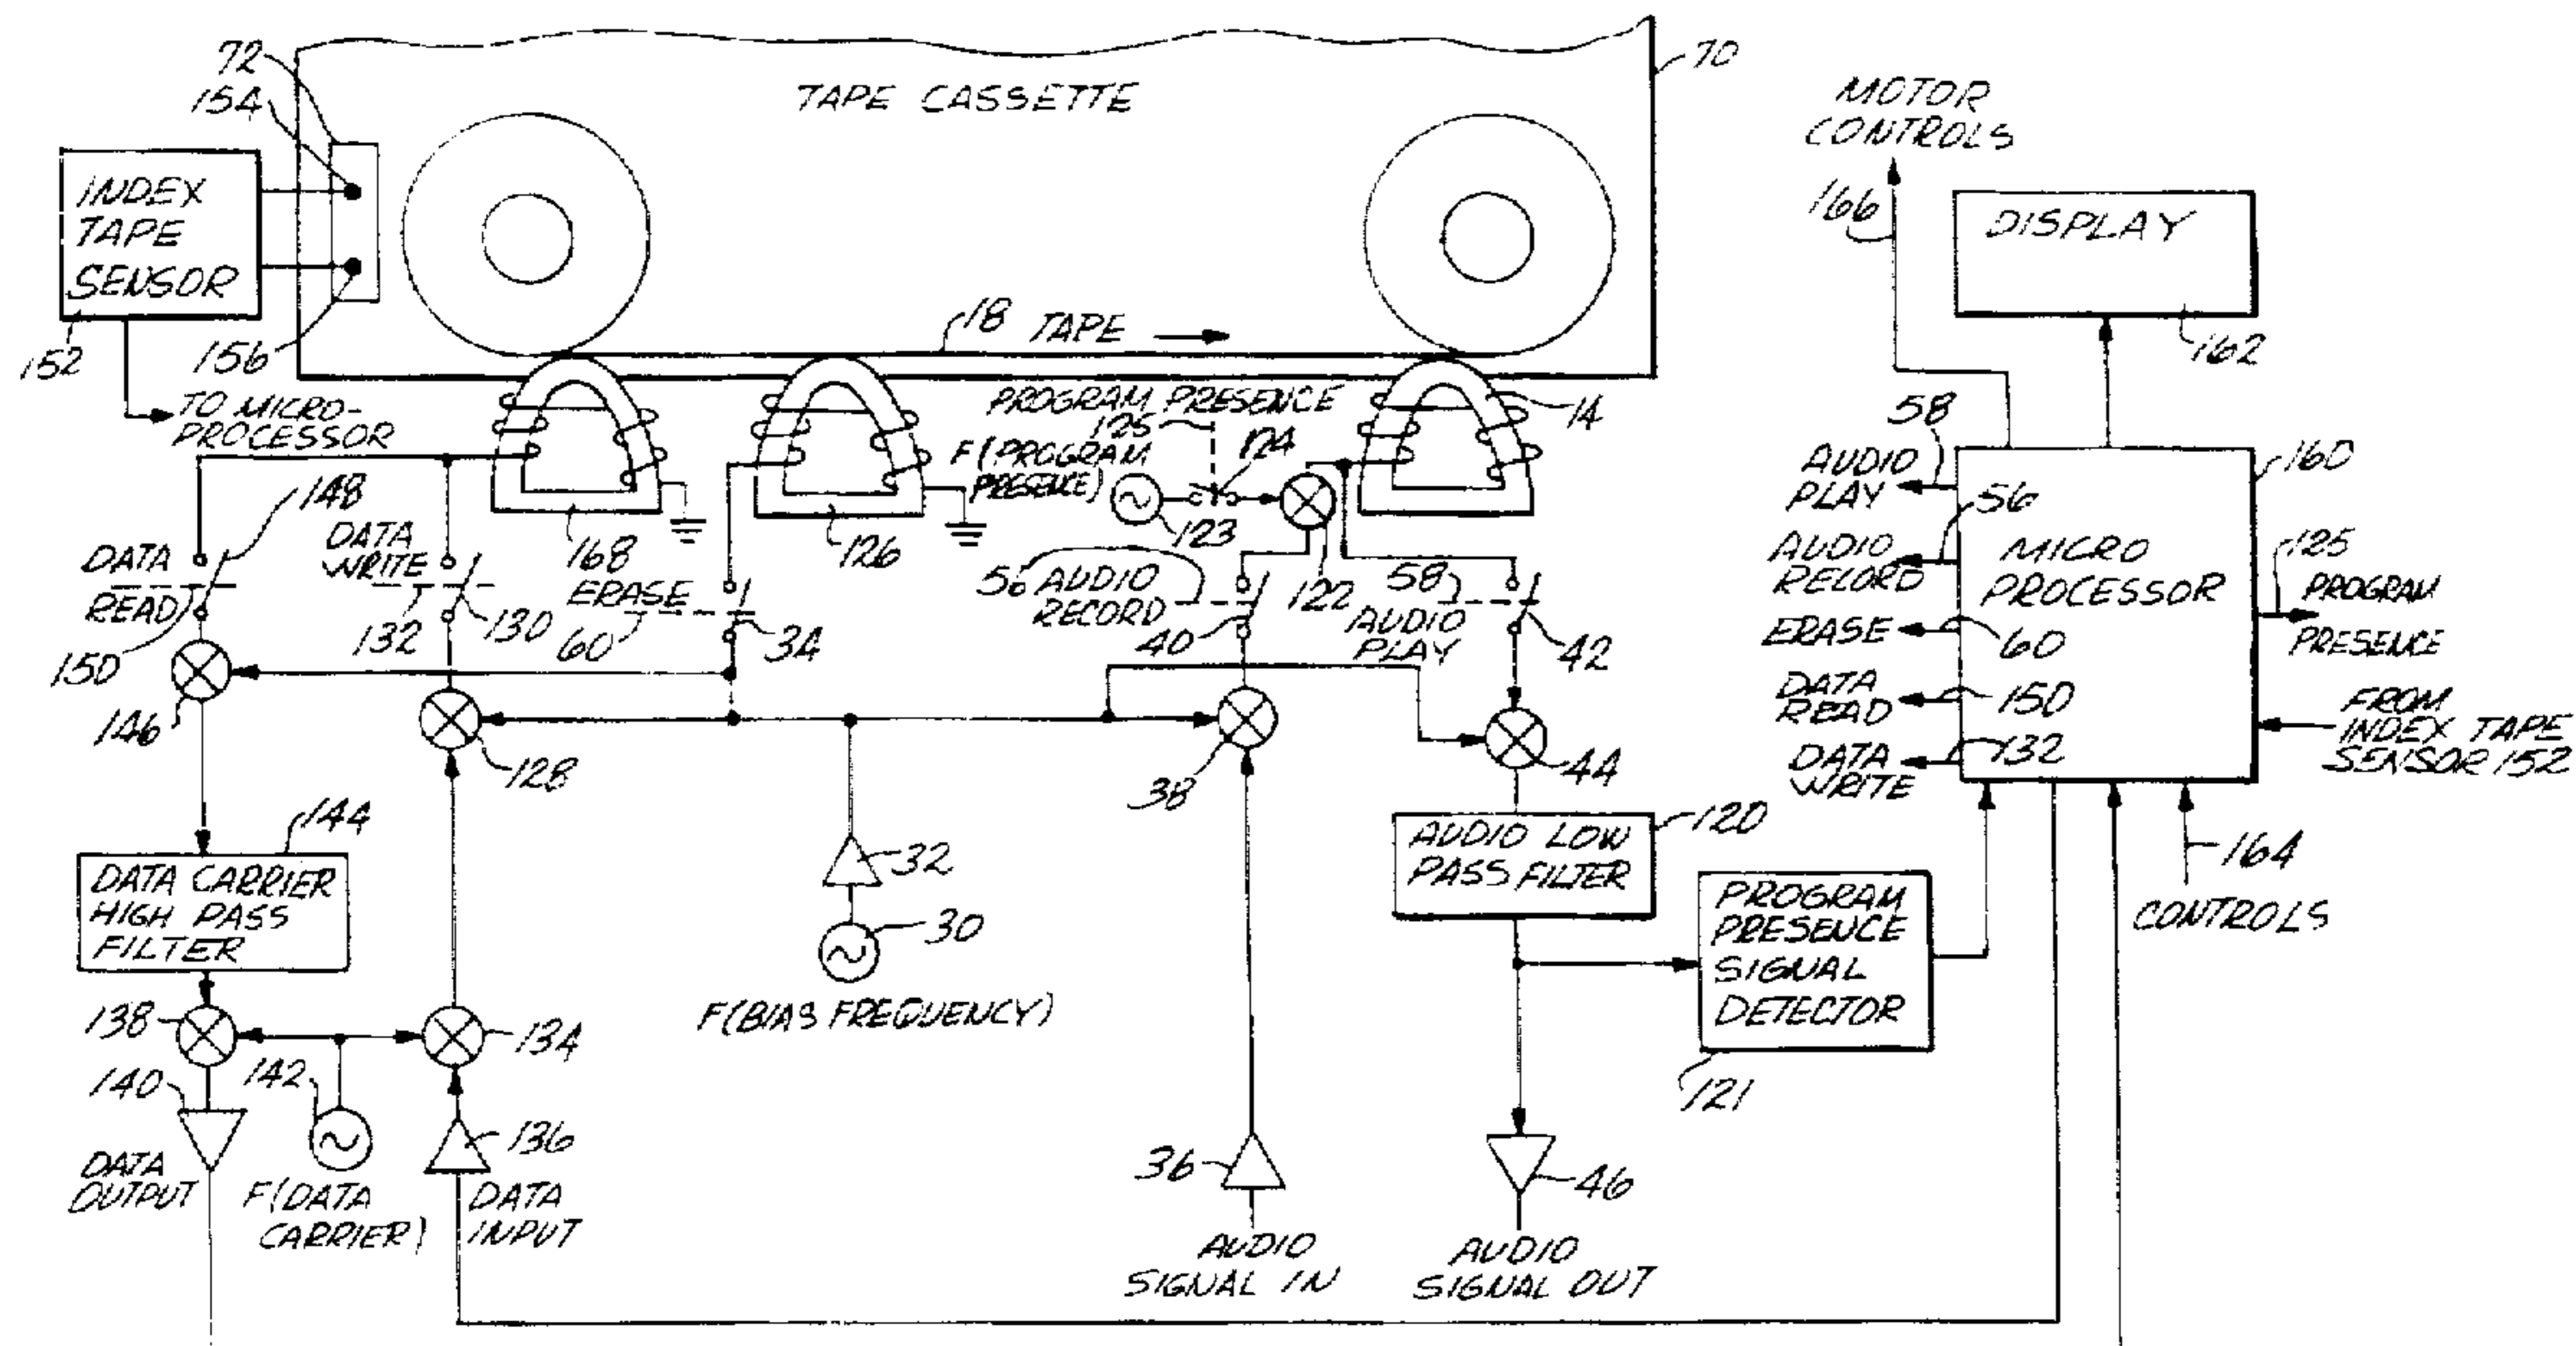 72
154
TAPE CASSETTE
70
INDEX
TAPE
SENSOR
152
156
TO MICRO-
PROCESSOR
18 TAPE
PROGRAM PRESENCE
125
124
F(PROGRAM
PRESENCE)
123
122
14
168
126
MOTOR
CONTROLS
166
DISPLAY
162
58
AUDIO
PLAY
56
AUDIO
RECORD
ERASE
60
DATA
READ
150
DATA
WRITE
132
MICRO
PROCESSOR
160
125
PROGRAM
PRESENCE
FROM
INDEX TAPE
SENSOR 152
164
CONTROLS
148
DATA
READ
150
146
DATA
WRITE
132
130
ERASE
60
34
56 AUDIO
RECORD
40
58
AUDIO
PLAY
42
128
38
44
144
DATA CARRIER
HIGH PASS
FILTER
32
30
F(BIAS FREQUENCY)
120
AUDIO LOW
PASS FILTER
PROGRAM
PRESENCE
SIGNAL
DETECTOR
121
138
134
140
142
136
DATA
OUTPUT
F(DATA
CARRIER)
DATA
INPUT
36
AUDIO
SIGNAL IN
46
AUDIO
SIGNAL OUT